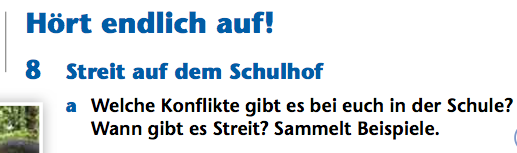 Hört endlich auf!
8 Streit auf dem Schulhof
a Welche Konflikte gibt es bei euch in der Schule?
Wann gibt es Streit? Sammelt Beispiele.